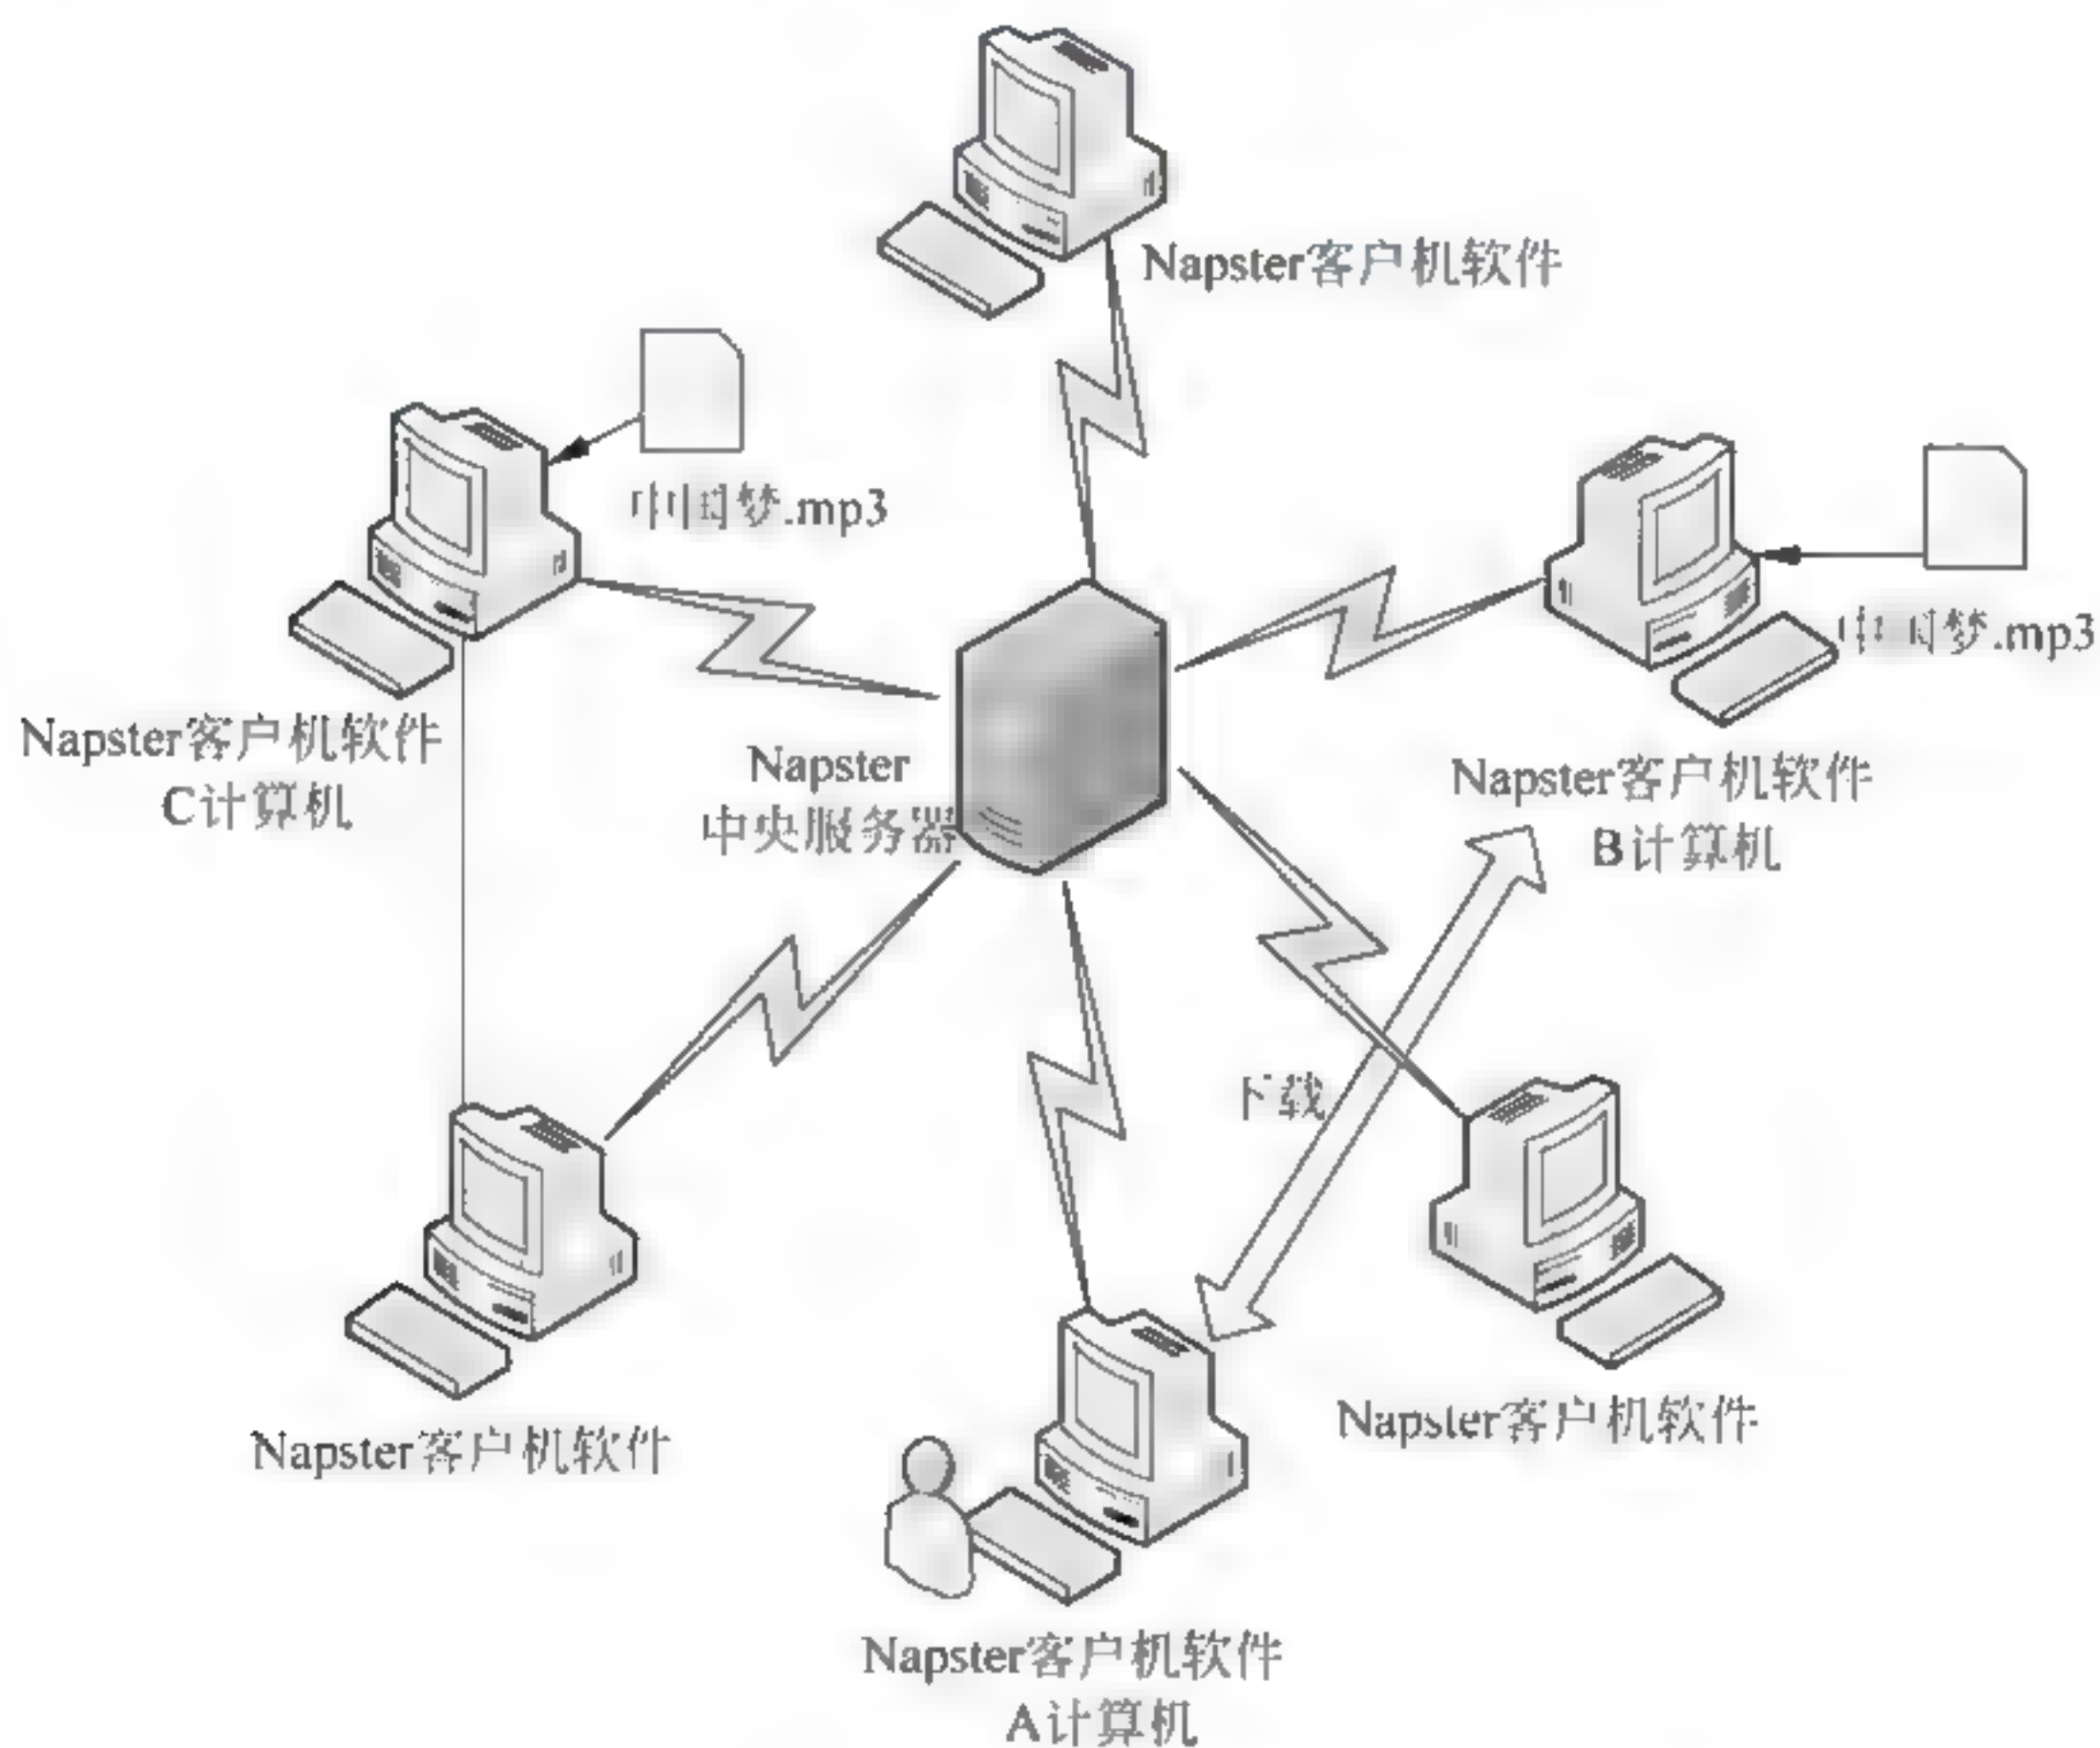 Napster客户机软件
中国梦.mp3
中国梦.mp3
Napster客户机软件
C计算机
Napster
中央服务器
Napster客户机软件
B计算机
下载
Napster客户机软件
Napster客户机软件
Napster客户机软件
A计算机